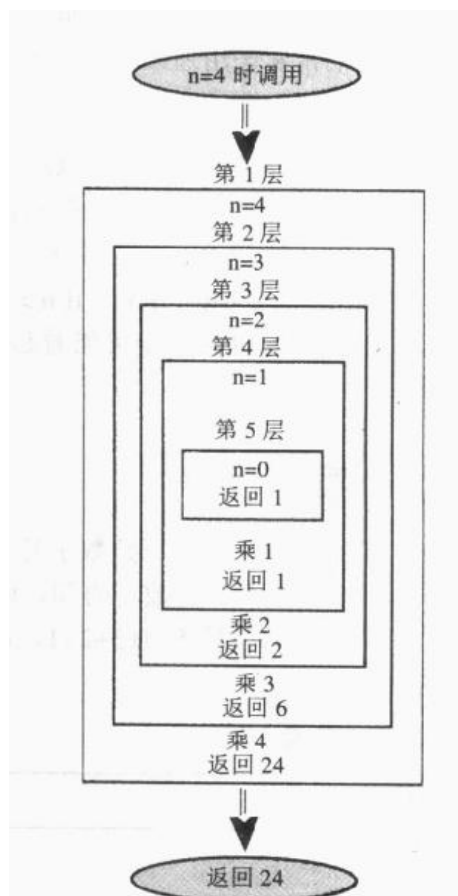 n=4 时调用
第 1 层
n=4
第 2 层
n=3
第 3 层
n=2
第 4 层
n=1
第 5 层
n=0
返回 1
乘 1
返回 1
乘 2
返回 2
乘 3
返回 6
乘 4
返回 24
返回 24